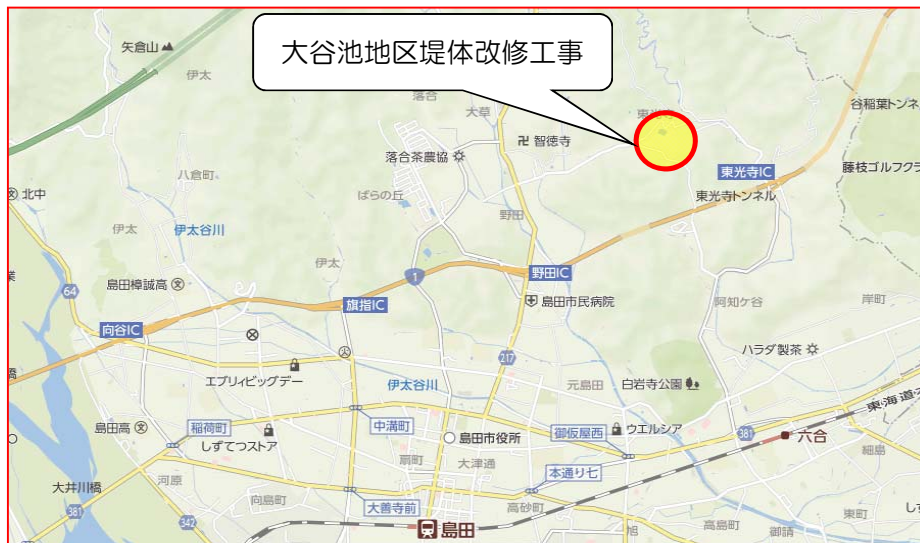 大谷池地区堤体改修工事
矢倉山
伊太
落合
大草
東光寺
谷稲葉トンネ
智徳寺
落合茶農協
東光寺IC
藤枝ゴルフクラ
北中
八倉町
ばらの丘
東光寺トンネル
伊太
伊太谷川
野田
伊太
野田IC
1
島田樟誠高
64
旗指IC
島田市民病院
阿知ケ谷
岸町
業
向谷IC
217
ハラダ製茶
橋
エブリィビッグデー
伊太谷川
元島田
白岩寺公園
東海道本
稲荷町
中溝町
島田市役所
御仮屋西
ウエルシア
381
六合
島田高
しずてつストア
扇町
大津通
本通り七
細島
大井川橋
河原
向島町
大善寺前
高砂町
381
342
島田
旭
高島町
御請
東町
しず